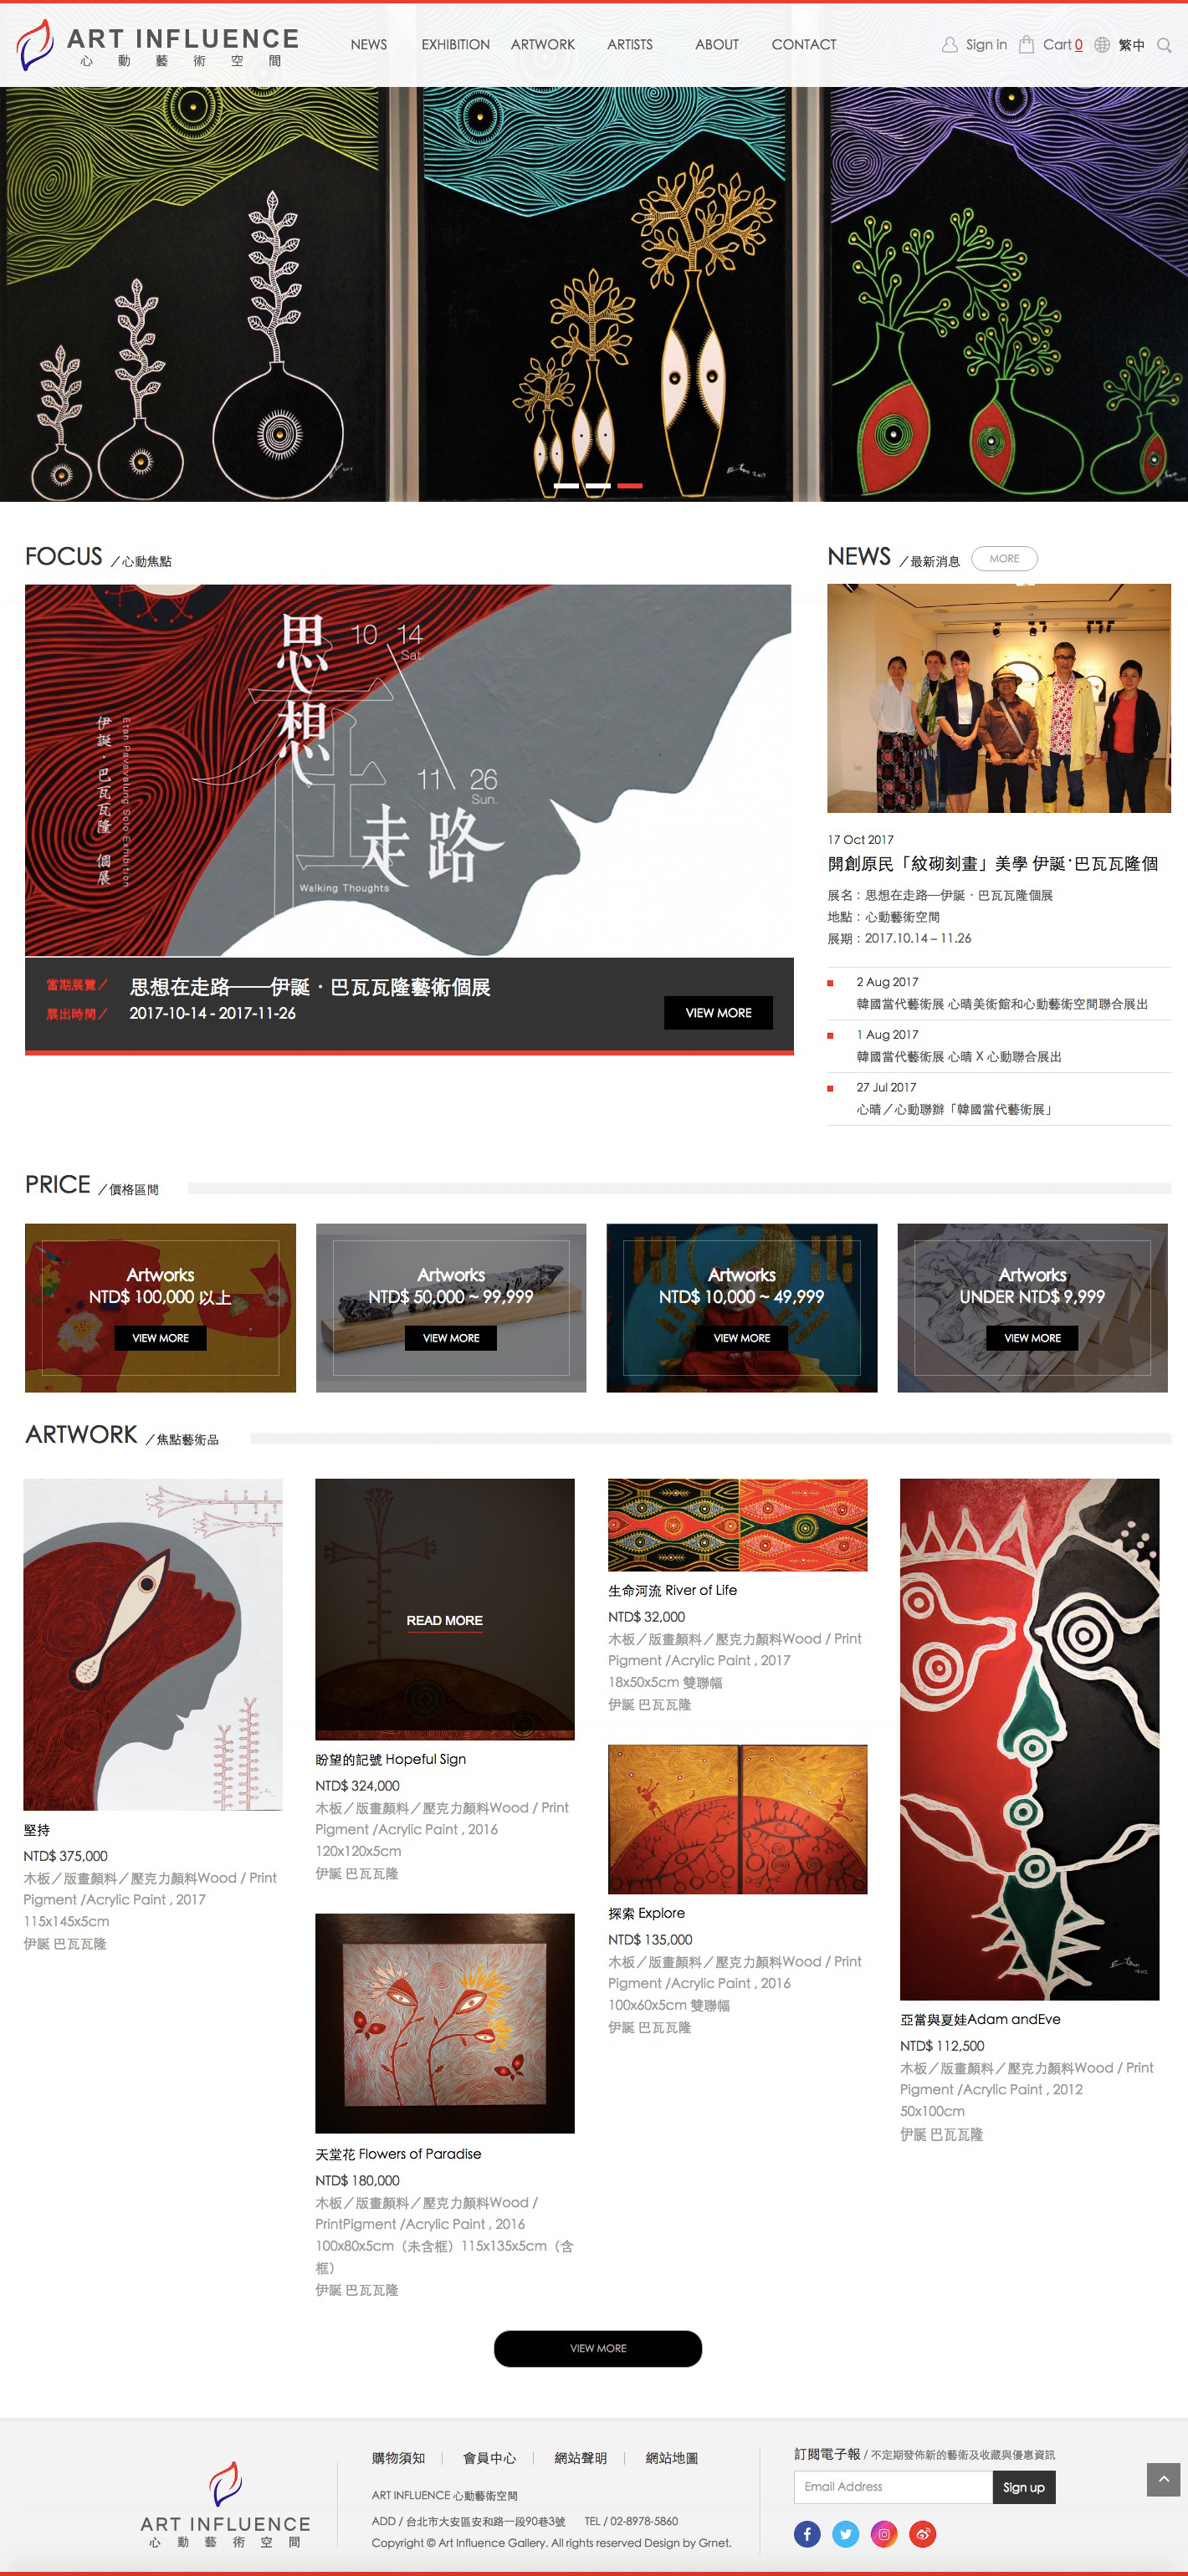 ART INFLUENCE
心動藝術空間
NEWS
EXHIBITION
ARTWORK
ARTISTS
ABOUT
CONTACT
Sign in
Cart 0
繁中
FOCUS ／心動焦點
思想
在
走路
10 14
Sat.
11 26
Sun.
Walking Thoughts
伊誕・巴瓦瓦隆 個展
Etan Pavavalung Solo Exhibition
當期展覽／ 思想在走路——伊誕・巴瓦瓦隆藝術個展
展出時間／ 2017-10-14 - 2017-11-26
VIEW MORE
NEWS ／最新消息 MORE
17 Oct 2017
開創原民「紋砌刻畫」美學 伊誕˙巴瓦瓦隆個
展名：思想在走路—伊誕・巴瓦瓦隆個展
地點：心動藝術空間
展期：2017.10.14 – 11.26
2 Aug 2017
韓國當代藝術展 心晴美術館和心動藝術空間聯合展出
1 Aug 2017
韓國當代藝術展 心晴 X 心動聯合展出
27 Jul 2017
心晴／心動聯辦「韓國當代藝術展」
PRICE ／價格區間
Artworks
NTD$ 100,000 以上
VIEW MORE
Artworks
NTD$ 50,000 ~ 99,999
VIEW MORE
Artworks
NTD$ 10,000 ~ 49,999
VIEW MORE
Artworks
UNDER NTD$ 9,999
VIEW MORE
ARTWORK ／焦點藝術品
堅持
NTD$ 375,000
木板／版畫顏料／壓克力顏料Wood / Print
Pigment /Acrylic Paint , 2017
115x145x5cm
伊誕 巴瓦瓦隆
READ MORE
盼望的記號 Hopeful Sign
NTD$ 324,000
木板／版畫顏料／壓克力顏料Wood / Print
Pigment /Acrylic Paint , 2016
120x120x5cm
伊誕 巴瓦瓦隆
天堂花 Flowers of Paradise
NTD$ 180,000
木板／版畫顏料／壓克力顏料Wood /
PrintPigment /Acrylic Paint , 2016
100x80x5cm（未含框）115x135x5cm（含
框）
伊誕 巴瓦瓦隆
生命河流 River of Life
NTD$ 32,000
木板／版畫顏料／壓克力顏料Wood / Print
Pigment /Acrylic Paint , 2017
18x50x5cm 雙聯幅
伊誕 巴瓦瓦隆
探索 Explore
NTD$ 135,000
木板／版畫顏料／壓克力顏料Wood / Print
Pigment /Acrylic Paint , 2016
100x60x5cm 雙聯幅
伊誕 巴瓦瓦隆
亞當與夏娃Adam andEve
NTD$ 112,500
木板／版畫顏料／壓克力顏料Wood / Print
Pigment /Acrylic Paint , 2012
50x100cm
伊誕 巴瓦瓦隆
VIEW MORE
ART INFLUENCE
心動藝術空間
購物須知
會員中心
網站聲明
網站地圖
ART INFLUENCE 心動藝術空間
ADD / 台北市大安區安和路一段90巷3號 TEL / 02-8978-5860
Copyright © Art Influence Gallery. All rights reserved Design by Grnet.
訂閱電子報 / 不定期發佈新的藝術及收藏與優惠資訊
Email Address
Sign up